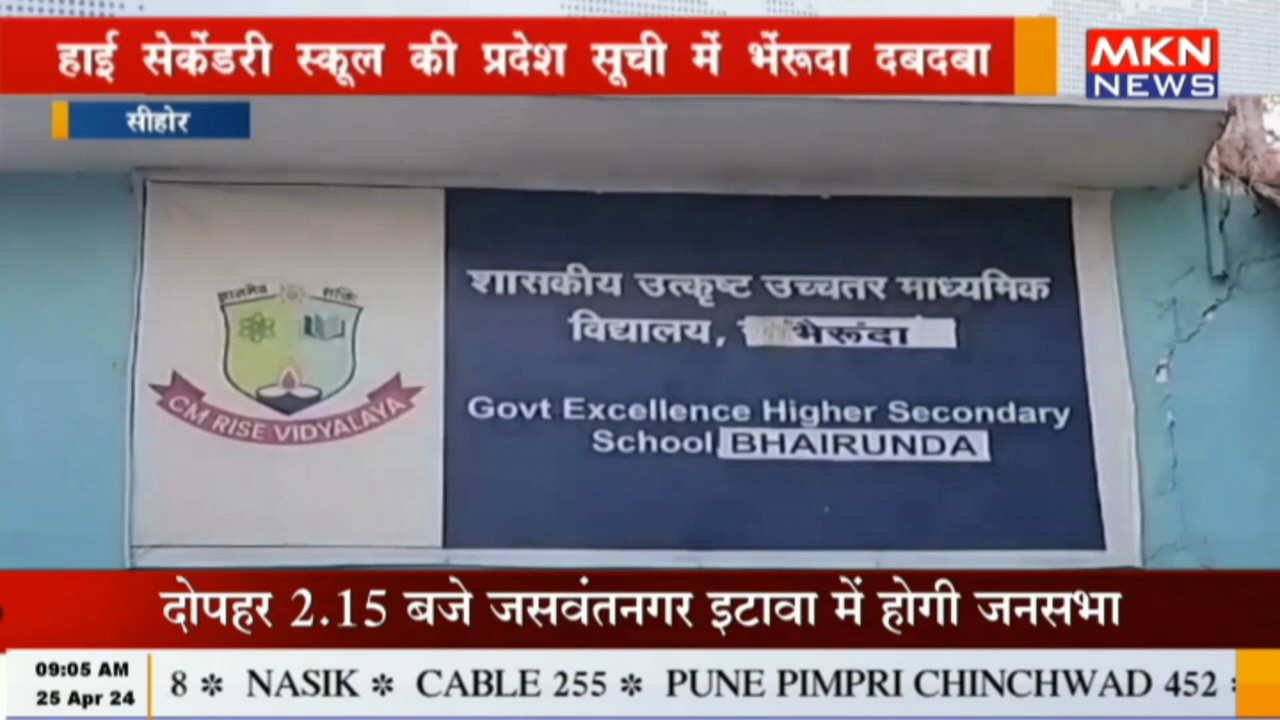 हाई सेकेंडरी स्कूल की प्रदेश सूची में भेंरूदा दबदबा
MKN
NEWS
सीहोर
ज्ञानमेव शक्ति
CM RISE VIDYALAYA
शासकीय उत्कृष्ट उच्चतर माध्यमिक
विद्यालय, भैरूंदा
Govt Excellence Higher Secondary
School, BHAIRUNDA
दोपहर 2.15 बजे जसवंतनगर इटावा में होगी जनसभा
09:05 AM
25 Apr 24
8 ❊ NASIK ❊ CABLE 255 ❊ PUNE PIMPRI CHINCHWAD 452